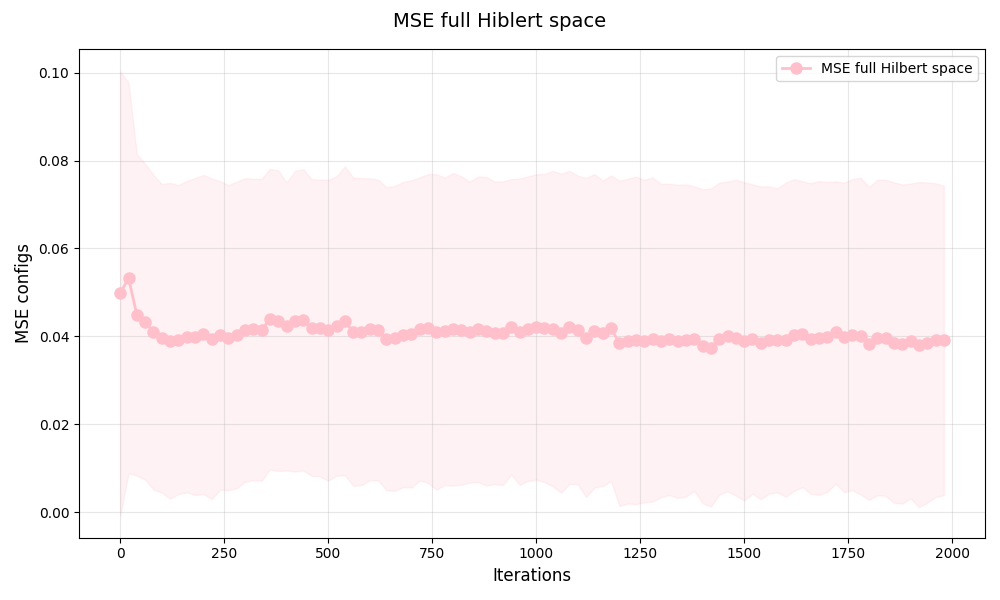 MSE full Hiblert space
MSE full Hilbert space
MSE configs
0.10
0.08
0.06
0.04
0.02
0.00
0 250 500 750 1000 1250 1500 1750 2000
Iterations